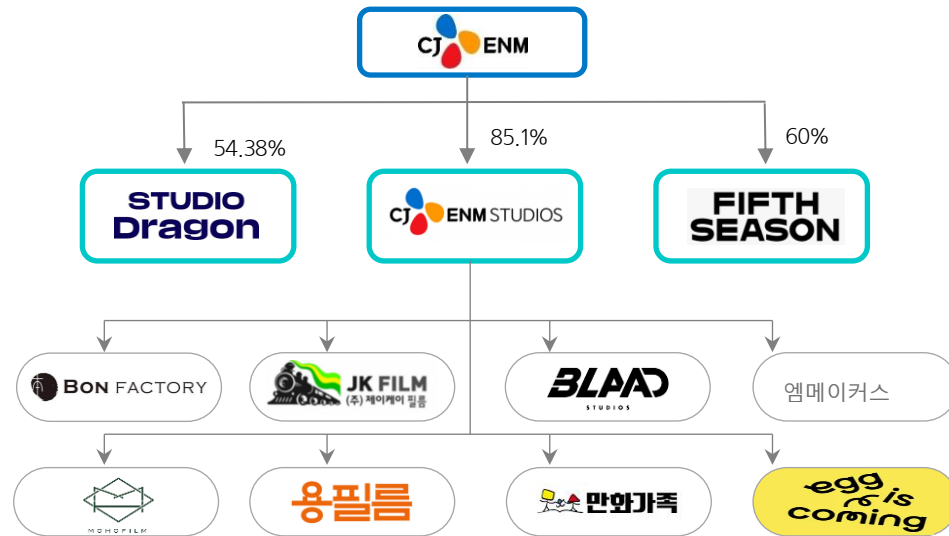 CJ ENM
54.38%
85.1%
60%
STUDIO
Dragon
CJ ENM STUDIOS
FIFTH
SEASON
BON FACTORY
JK FILM
(주) 제이케이 필름
BLAAD
STUDIOS
엠메이커스
MOHOFILM
용필름
만화가족
egg is
coming